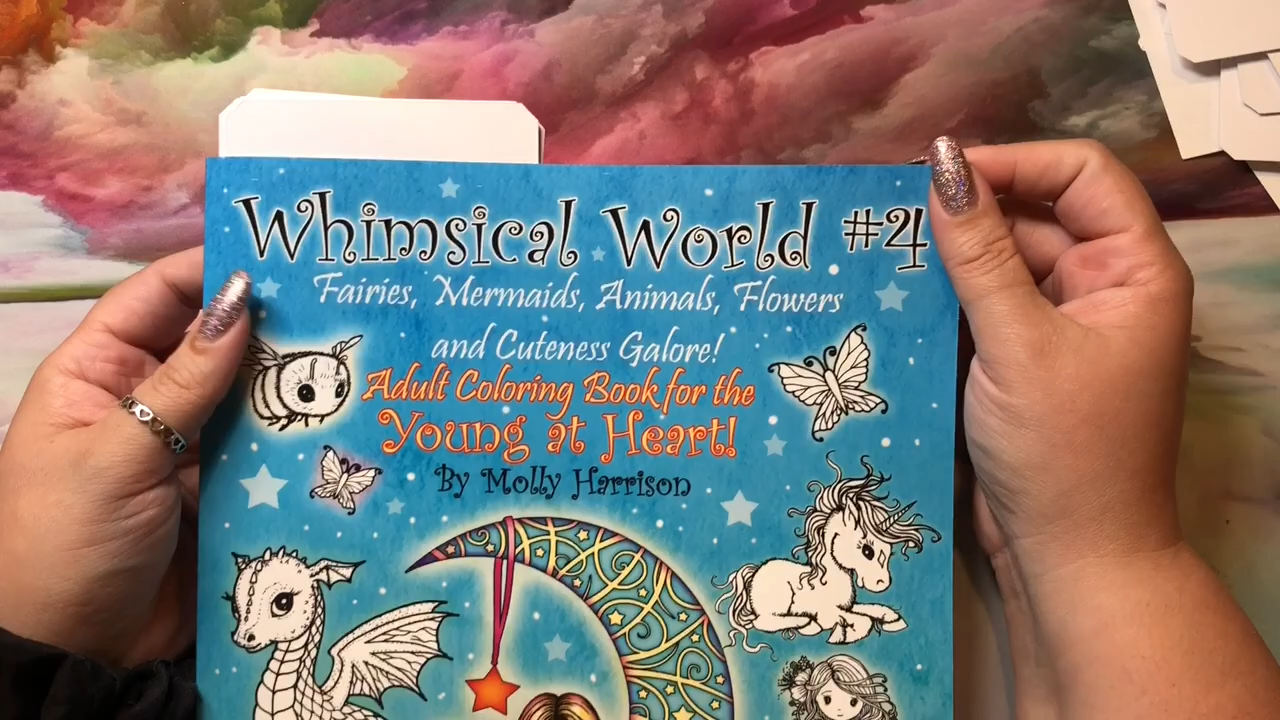 Whimsical World #4
Fairies, Mermaids, Animals, Flowers
and Cuteness Galore!
Adult Coloring Book for the
Young at Heart!
By Molly Harrison